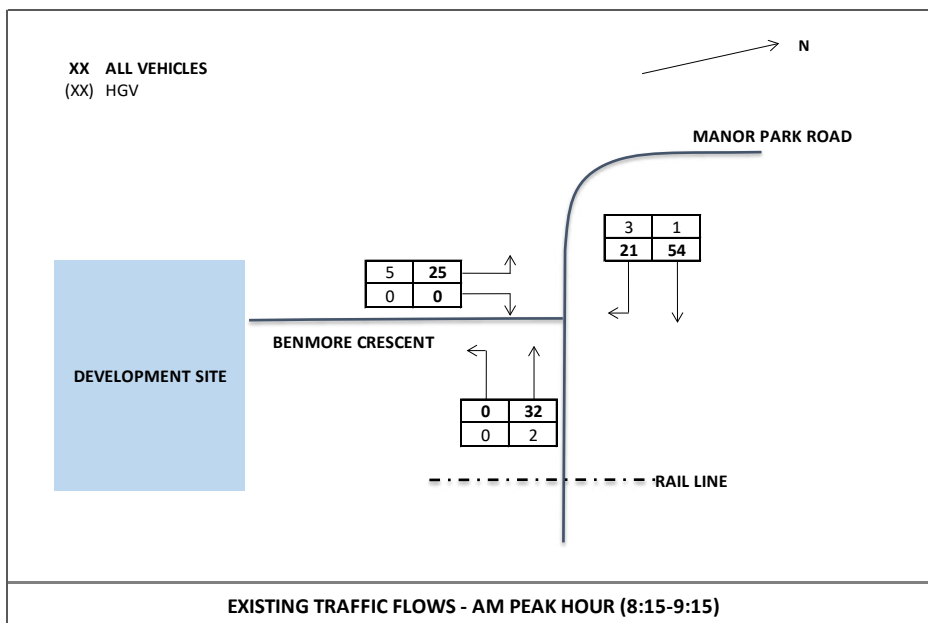 N
XX ALL VEHICLES
(XX) HGV
MANOR PARK ROAD
3 1
21 54
5 25
0 0
BENMORE CRESCENT
DEVELOPMENT SITE
0 32
0 2
RAIL LINE
EXISTING TRAFFIC FLOWS - AM PEAK HOUR (8:15-9:15)